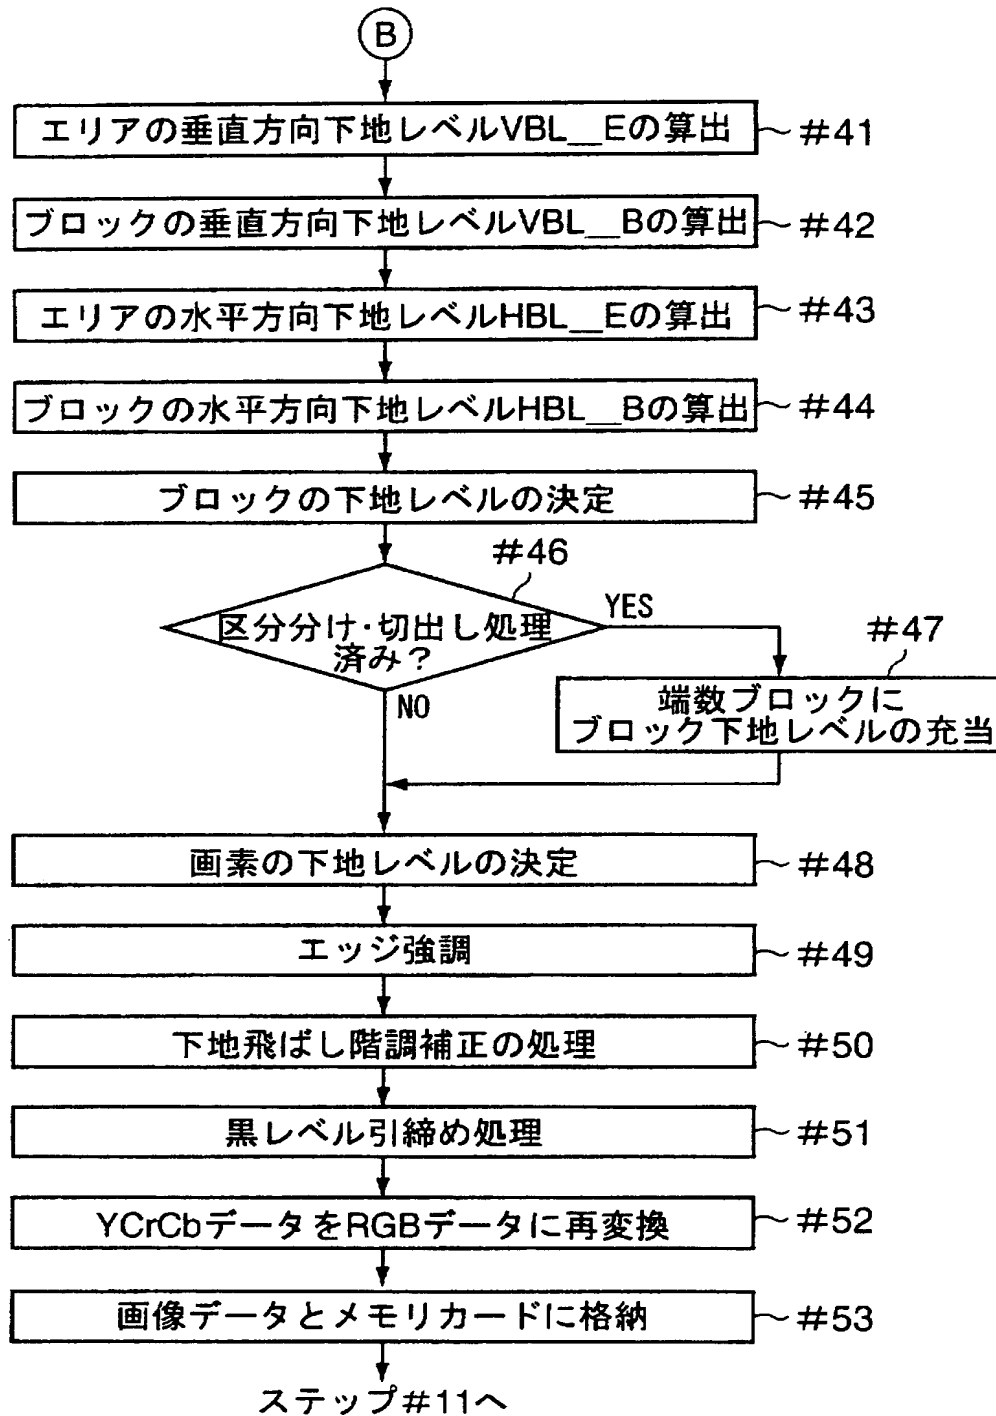 B
エリアの垂直方向下地レベルVBL__Eの算出 #41
ブロックの垂直方向下地レベルVBL__Bの算出 #42
エリアの水平方向下地レベルHBL__Eの算出 #43
ブロックの水平方向下地レベルHBL__Bの算出 #44
ブロックの下地レベルの決定 #45
#46
区分分け・切出し処理
済み？
YES
NO
#47
端数ブロックに
ブロック下地レベルの充当
画素の下地レベルの決定 #48
エッジ強調 #49
下地飛ばし階調補正の処理 #50
黒レベル引締め処理 #51
YCrCbデータをRGBデータに再変換 #52
画像データとメモリカードに格納 #53
ステップ#11へ